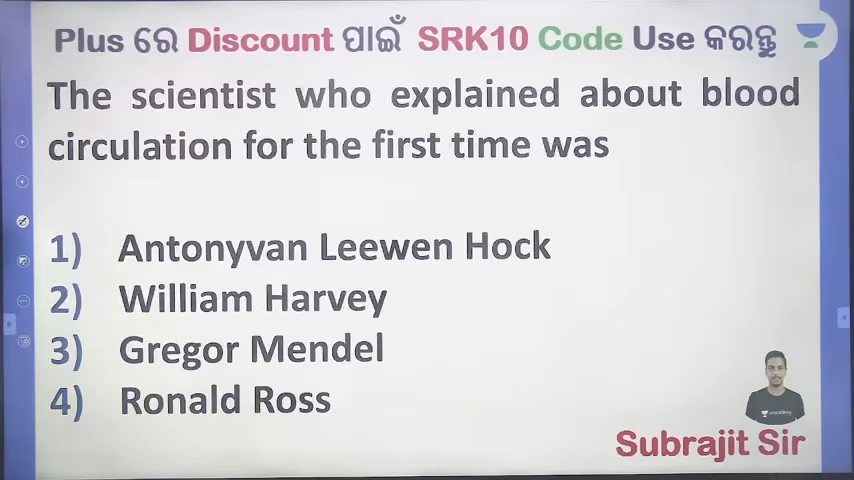 Plus ରେ Discount ପାଇଁ SRK10 Code Use କରନ୍ତୁ
The scientist who explained about blood
circulation for the first time was
1) Antonyvan Leewen Hock
2) William Harvey
3) Gregor Mendel
4) Ronald Ross
unacademy
Subrajit Sir